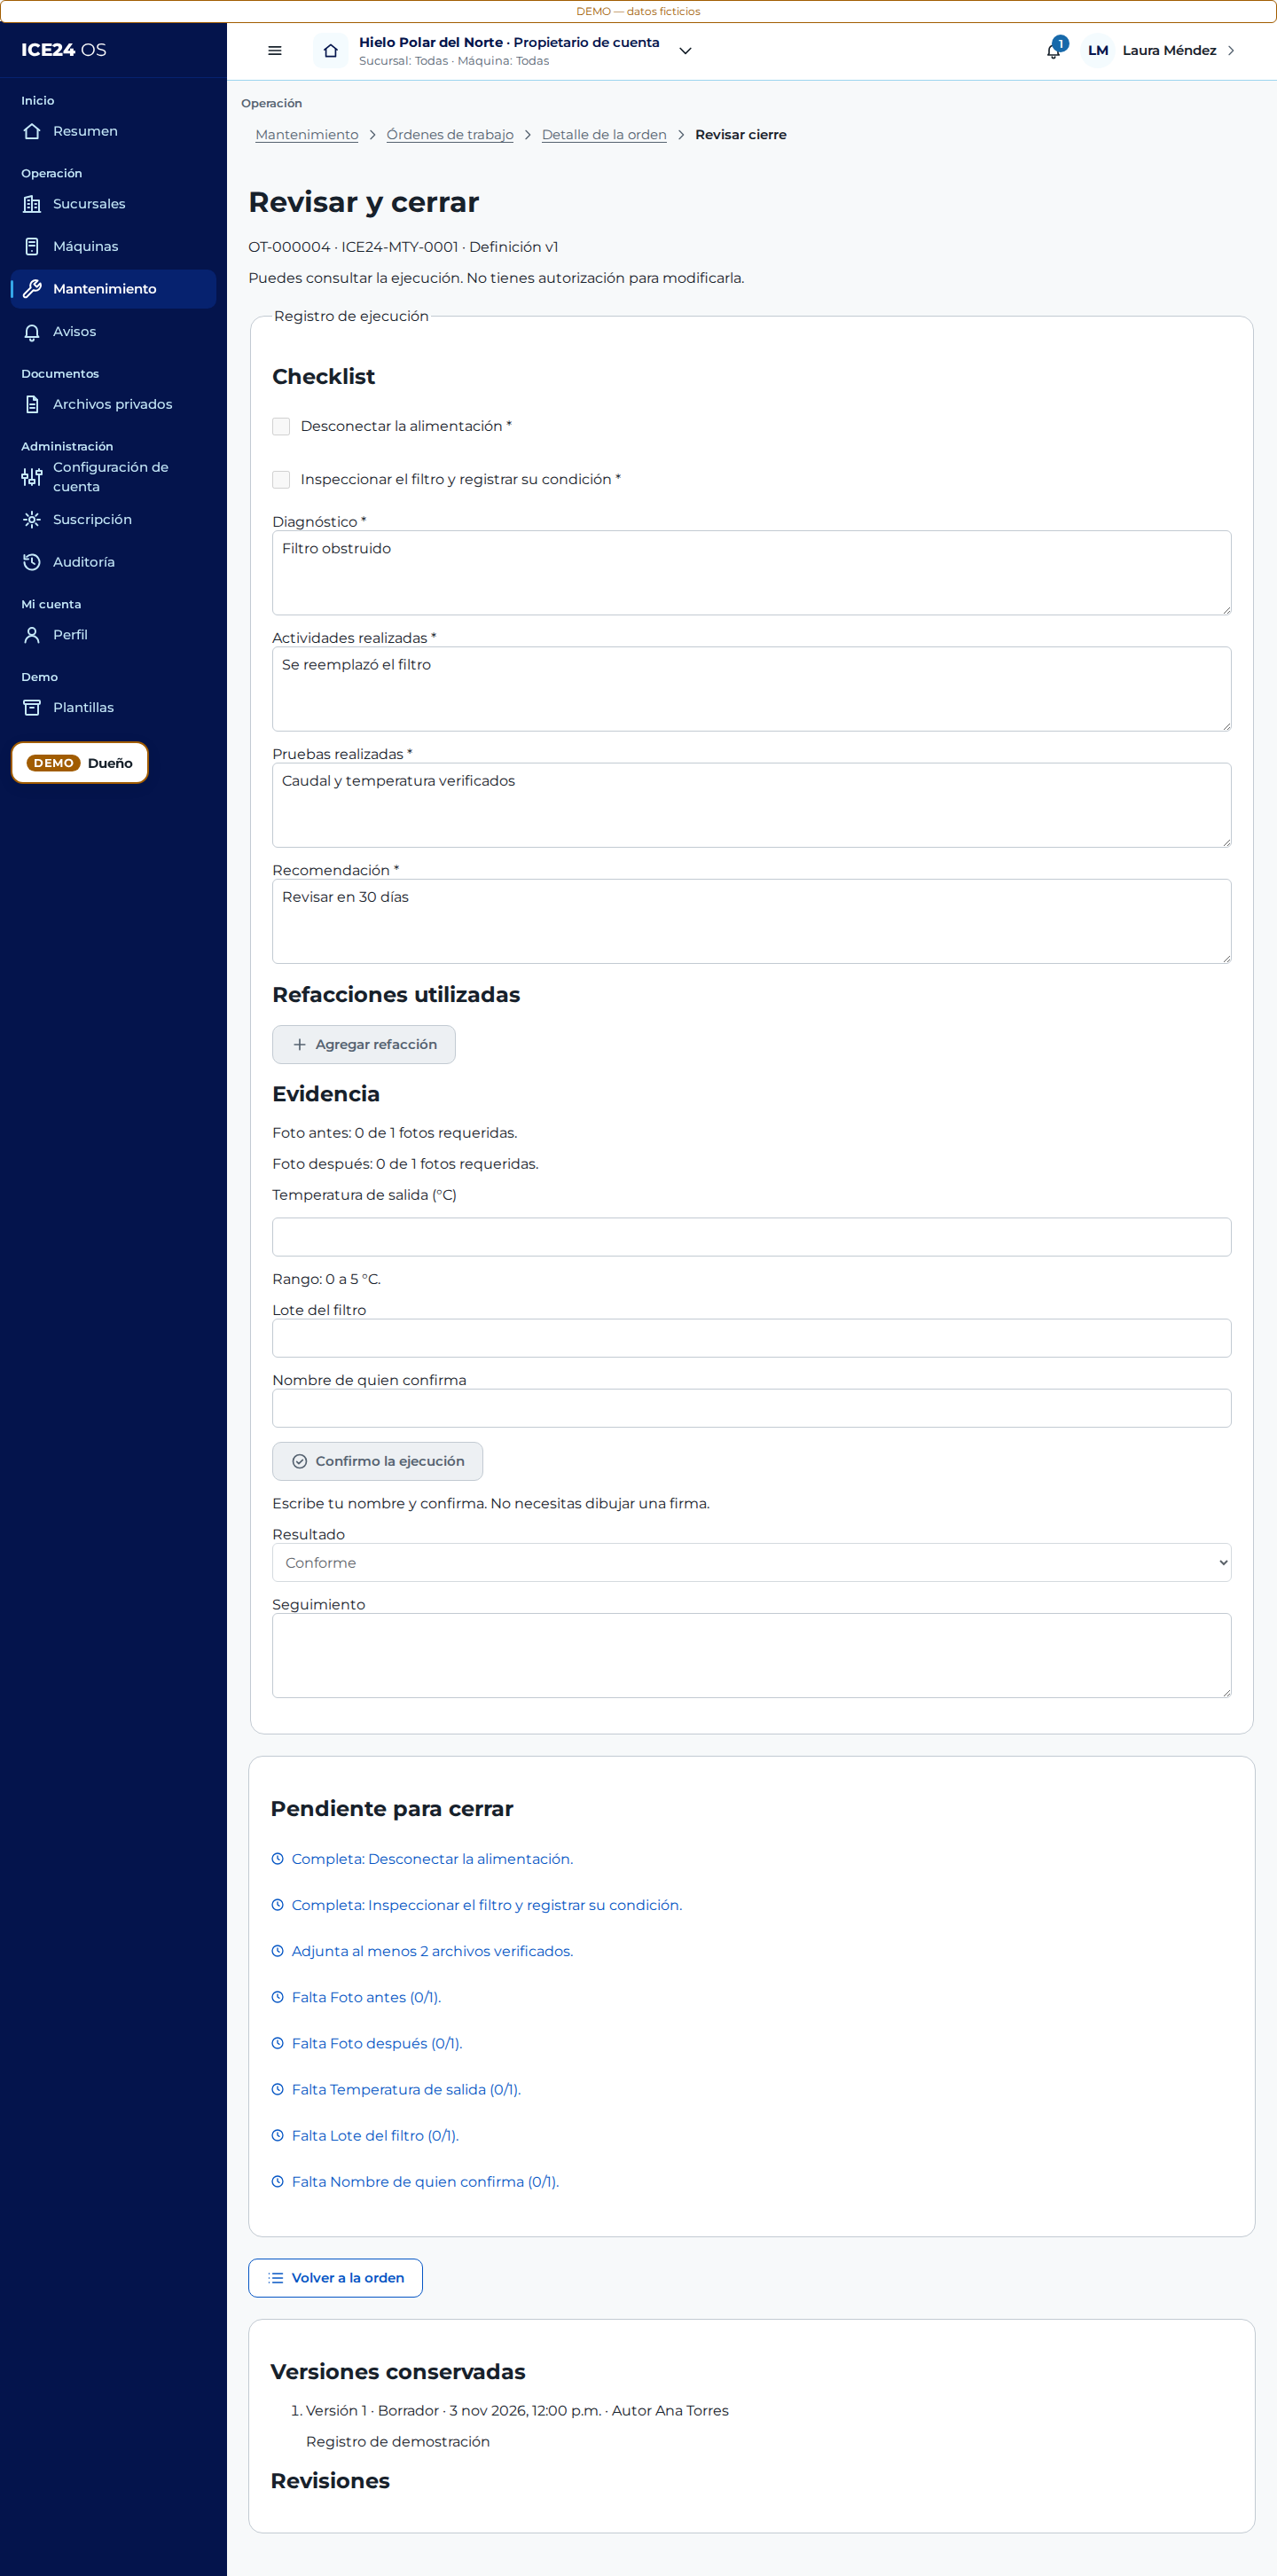 DEMO — datos ficticios
ICE24 OS
Hielo Polar del Norte · Propietario de cuenta
Sucursal: Todas · Máquina: Todas
1
LM
Laura Méndez
Inicio
Resumen
Operación
Sucursales
Máquinas
Mantenimiento
Avisos
Documentos
Archivos privados
Administración
Configuración de
cuenta
Suscripción
Auditoría
Mi cuenta
Perfil
Demo
Plantillas
DEMO Dueño
Operación
Mantenimiento
Órdenes de trabajo
Detalle de la orden
Revisar cierre
Revisar y cerrar
OT-000004 · ICE24-MTY-0001 · Definición v1
Puedes consultar la ejecución. No tienes autorización para modificarla.
Registro de ejecución
Checklist
Desconectar la alimentación *
Inspeccionar el filtro y registrar su condición *
Diagnóstico *
Filtro obstruido
Actividades realizadas *
Se reemplazó el filtro
Pruebas realizadas *
Caudal y temperatura verificados
Recomendación *
Revisar en 30 días
Refacciones utilizadas
Agregar refacción
Evidencia
Foto antes: 0 de 1 fotos requeridas.
Foto después: 0 de 1 fotos requeridas.
Temperatura de salida (°C)
Rango: 0 a 5 °C.
Lote del filtro
Nombre de quien confirma
Confirmo la ejecución
Escribe tu nombre y confirma. No necesitas dibujar una firma.
Resultado
Conforme
Seguimiento
Pendiente para cerrar
Completa: Desconectar la alimentación.
Completa: Inspeccionar el filtro y registrar su condición.
Adjunta al menos 2 archivos verificados.
Falta Foto antes (0/1).
Falta Foto después (0/1).
Falta Temperatura de salida (0/1).
Falta Lote del filtro (0/1).
Falta Nombre de quien confirma (0/1).
Volver a la orden
Versiones conservadas
1. Versión 1 · Borrador · 3 nov 2026, 12:00 p.m. · Autor Ana Torres
Registro de demostración
Revisiones